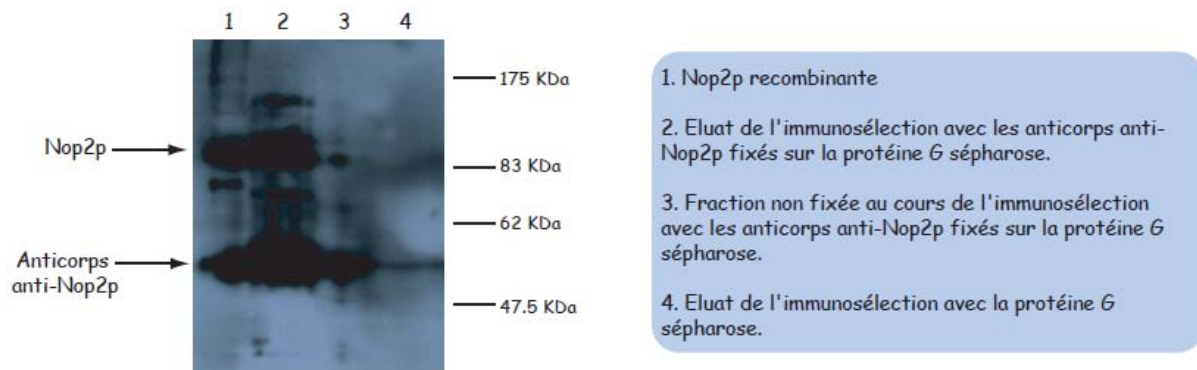 1 2 3 4
175 KDa
Nop2p
83 KDa
62 KDa
Anticorps
anti-Nop2p
47.5 KDa
1. Nop2p recombinante
2. Eluat de l'immunosélection avec les anticorps anti-
Nop2p fixés sur la protéine G sépharose.
3. Fraction non fixée au cours de l'immunosélection
avec les anticorps anti-Nop2p fixés sur la protéine G
sépharose.
4. Eluat de l'immunosélection avec la protéine G
sépharose.